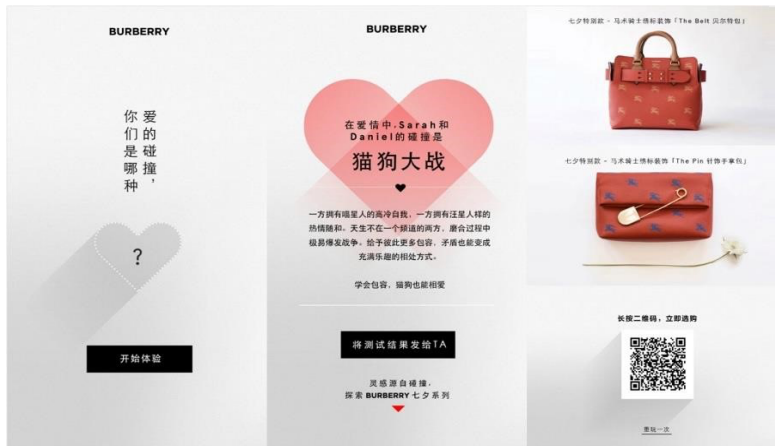 BURBERRY
爱的碰撞，
你们是哪种
?
开始体验
BURBERRY
在爱情中,Sarah和
Daniel的碰撞是
猫狗大战
一方拥有喵星人的高冷自我，一方拥有汪星人样的
热情随和。天生不在一个频道的两方，磨合过程中
极易爆发战争。给予彼此更多包容，矛盾也能变成
充满乐趣的相处方式。
学会包容，猫狗也能相爱
将测试结果发给TA
灵感源自碰撞，
探索 BURBERRY 七夕系列
七夕特别款 - 马术骑士绣标装饰「The Belt 贝尔特包」
七夕特别款 - 马术骑士绣标装饰「The Pin 针饰手拿包」
长按二维码，立即选购
重玩一次